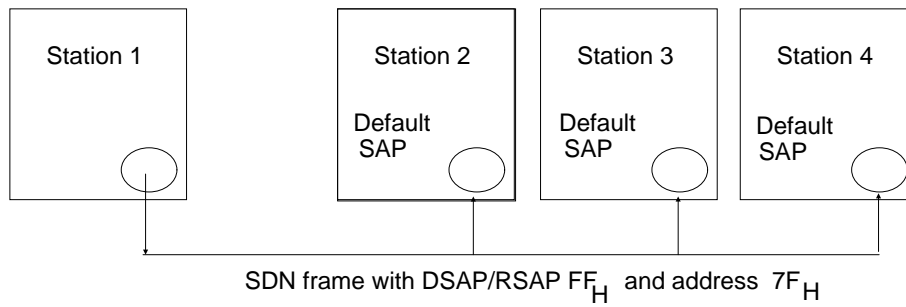 Station 1
Station 2
Station 3
Station 4
Default
SAP
Default
SAP
Default
SAP
SDN frame with DSAP/RSAP FFH and address 7FH